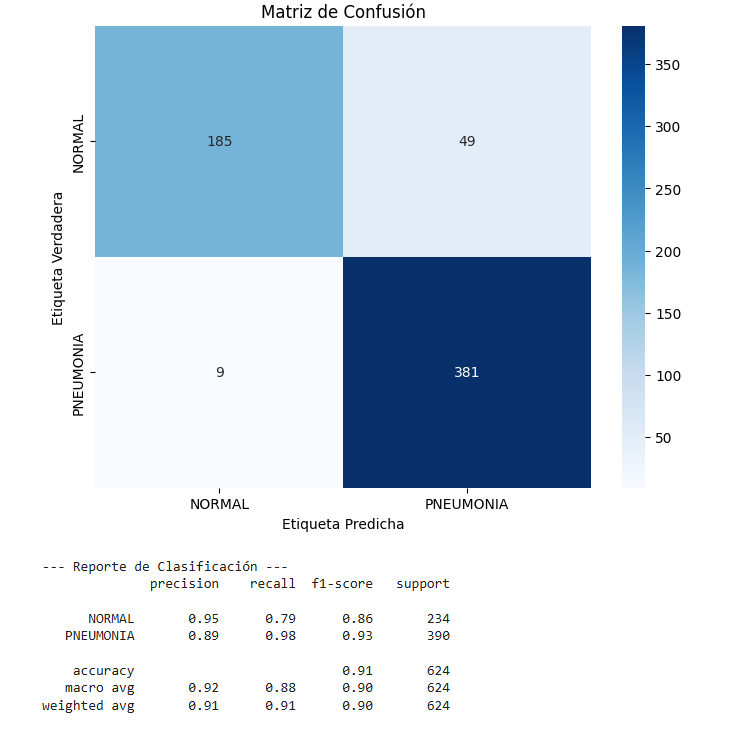 Matriz de Confusión
NORMAL
PNEUMONIA
Etiqueta Verdadera
185
49
9
381
350
300
250
200
150
100
50
NORMAL
PNEUMONIA
Etiqueta Predicha
--- Reporte de Clasificación ---
precision recall f1-score support
NORMAL 0.95 0.79 0.86 234
PNEUMONIA 0.89 0.98 0.93 390
accuracy 0.91 624
macro avg 0.92 0.88 0.90 624
weighted avg 0.91 0.91 0.90 624